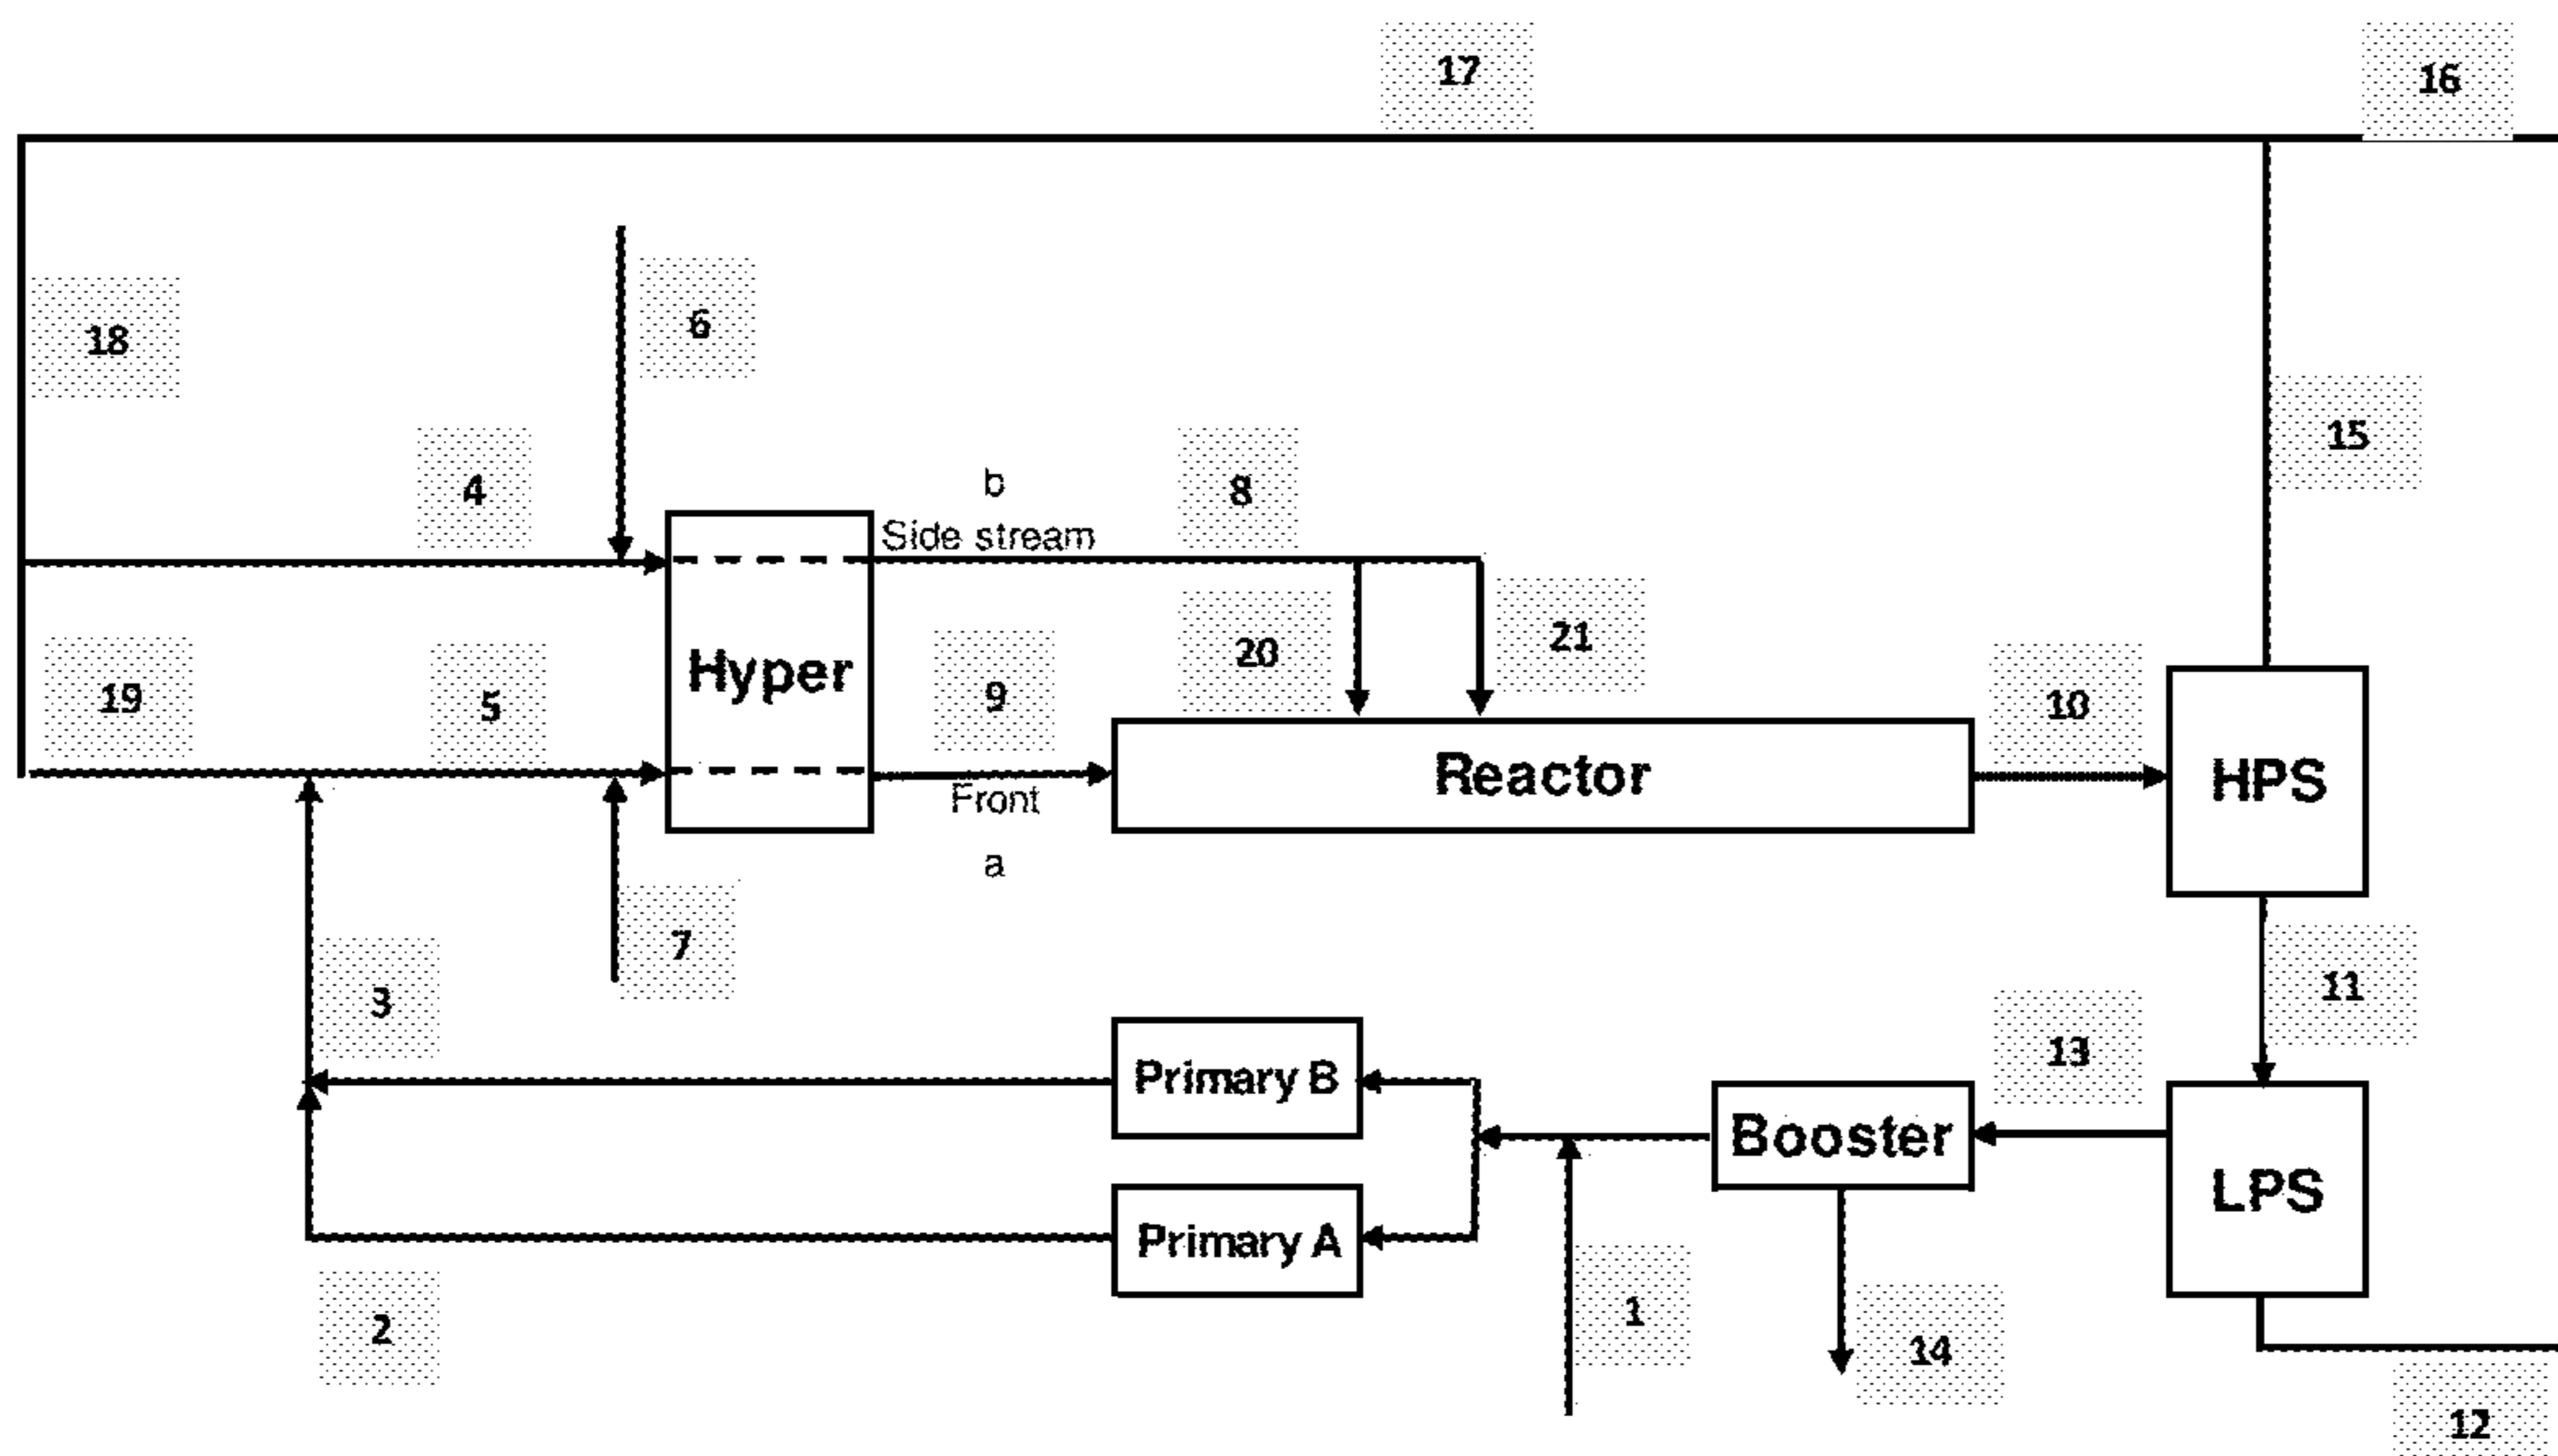 17
16
18
6
4
b
8
15
Side stream
19
5
Hyper
9
20
21
10
Front
Reactor
HPS
a
7
3
11
13
Primary B
Booster
LPS
Primary A
2
1
14
12